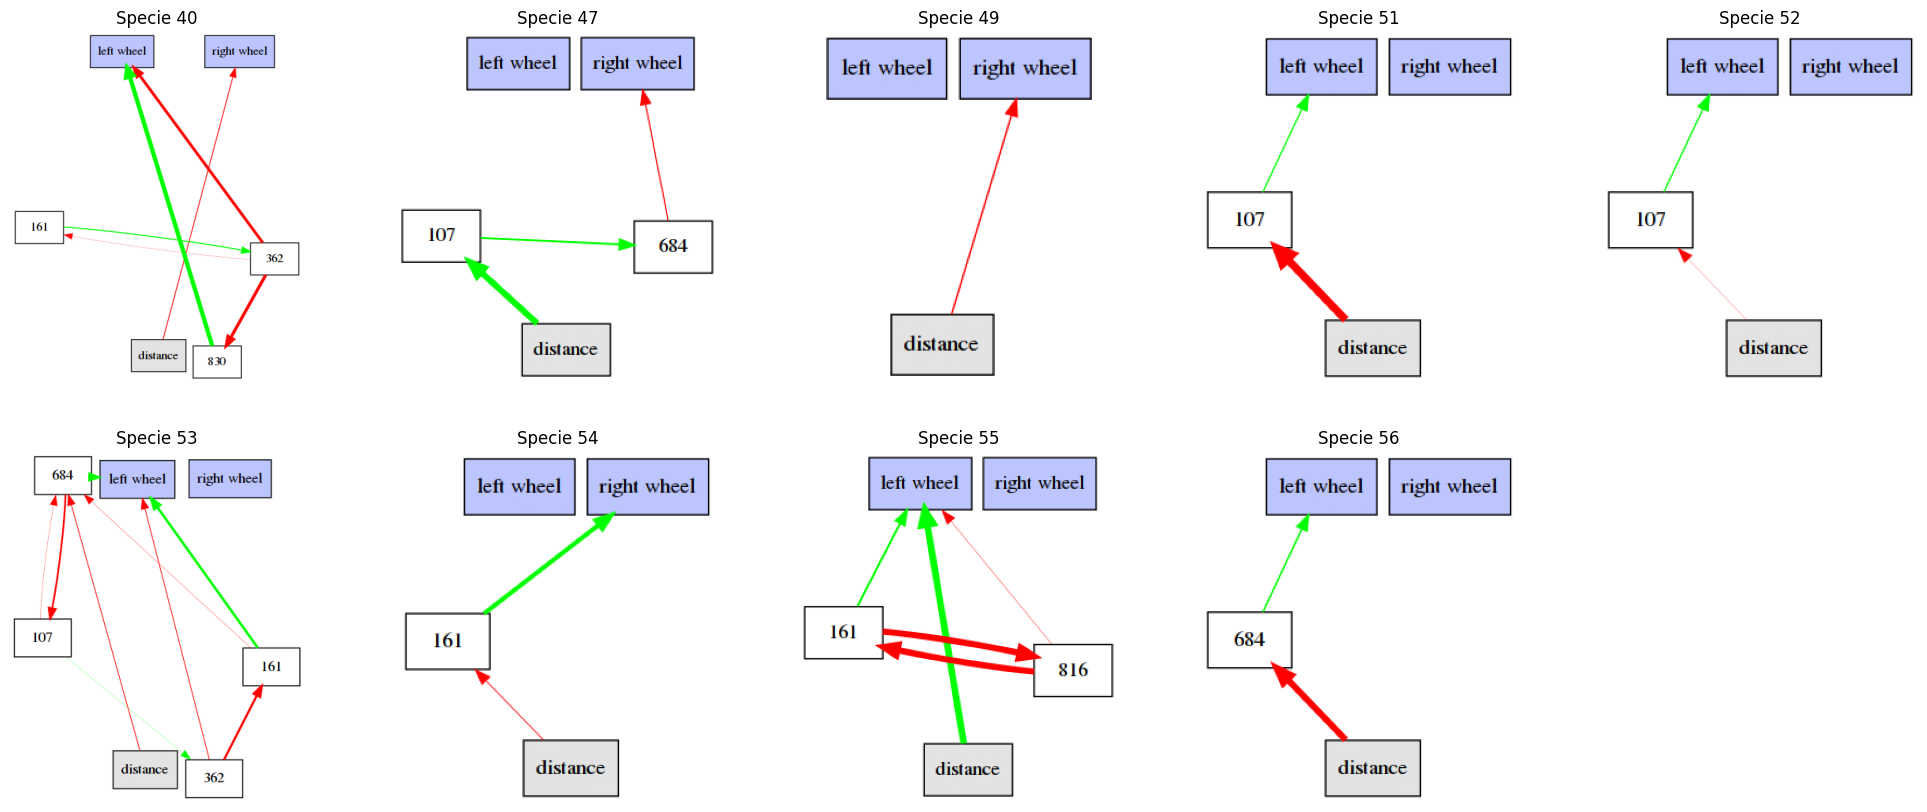 Specie 40
left wheel
right wheel
161
362
distance
830
Specie 47
left wheel
right wheel
107
684
distance
Specie 49
left wheel
right wheel
distance
Specie 51
left wheel
right wheel
107
distance
Specie 52
left wheel
right wheel
107
distance
Specie 53
684
left wheel
right wheel
107
161
distance
362
Specie 54
left wheel
right wheel
161
distance
Specie 55
left wheel
right wheel
161
816
distance
Specie 56
left wheel
right wheel
684
distance